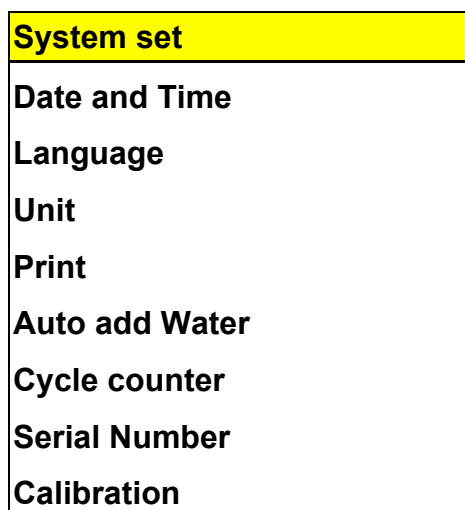 System set
Date and Time
Language
Unit
Print
Auto add Water
Cycle counter
Serial Number
Calibration